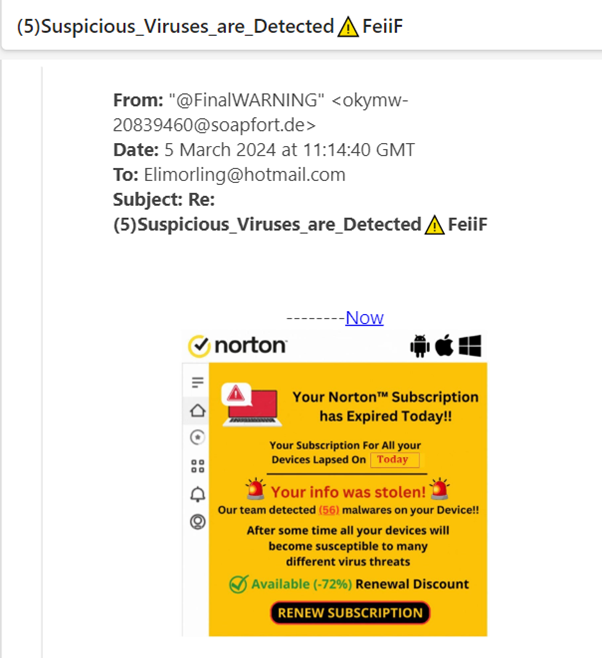 (5)Suspicious_Viruses_are_Detected⚠️FeiiF
From: "@FinalWARNING" <okymw-
20839460@soapfort.de>
Date: 5 March 2024 at 11:14:40 GMT
To: Elimorling@hotmail.com
Subject: Re:
(5)Suspicious_Viruses_are_Detected⚠️FeiiF
--------Now
norton
Your Norton™ Subscription
has Expired Today!!
Your Subscription For All your
Devices Lapsed On Today
Your info was stolen!
Our team detected (56) malwares on your Device!!
After some time all your devices will
become susceptible to many
different virus threats
Available (-72%) Renewal Discount
RENEW SUBSCRIPTION